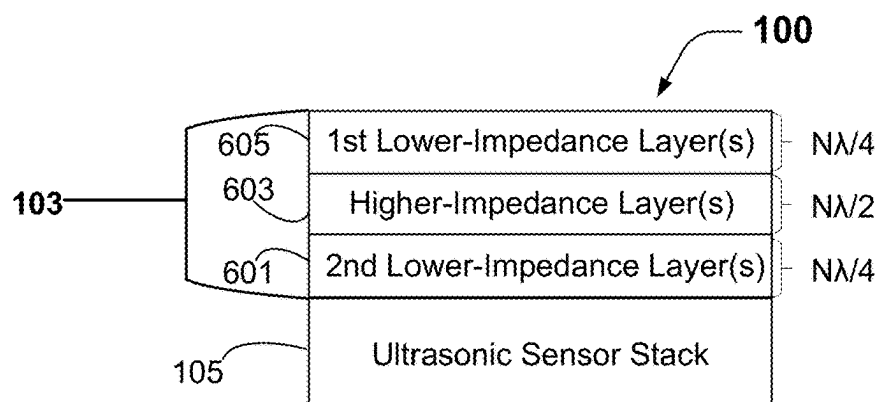 100
605
1st Lower-Impedance Layer(s)
Nλ/4
603
Higher-Impedance Layer(s)
Nλ/2
103
601
2nd Lower-Impedance Layer(s)
Nλ/4
105
Ultrasonic Sensor Stack